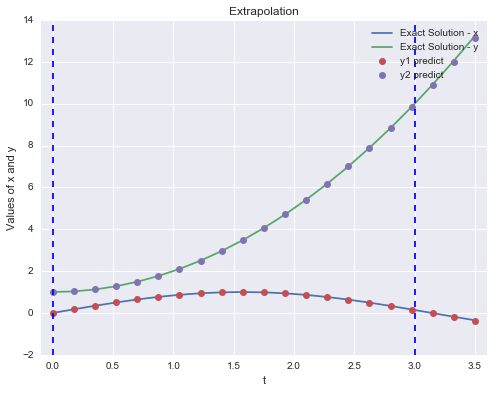 Extrapolation
Exact Solution - x
Exact Solution - y
y1 predict
y2 predict
Values of x and y
14
12
10
8
6
4
2
0
−2
0.0 0.5 1.0 1.5 2.0 2.5 3.0 3.5
t